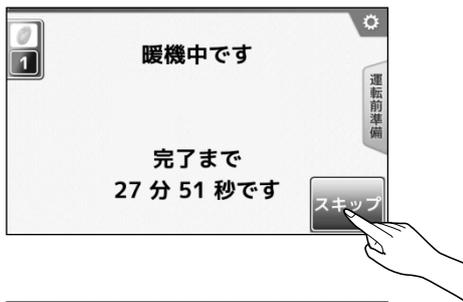 1
暖機中です
運転前準備
完了まで
27 分 51 秒です
スキップ